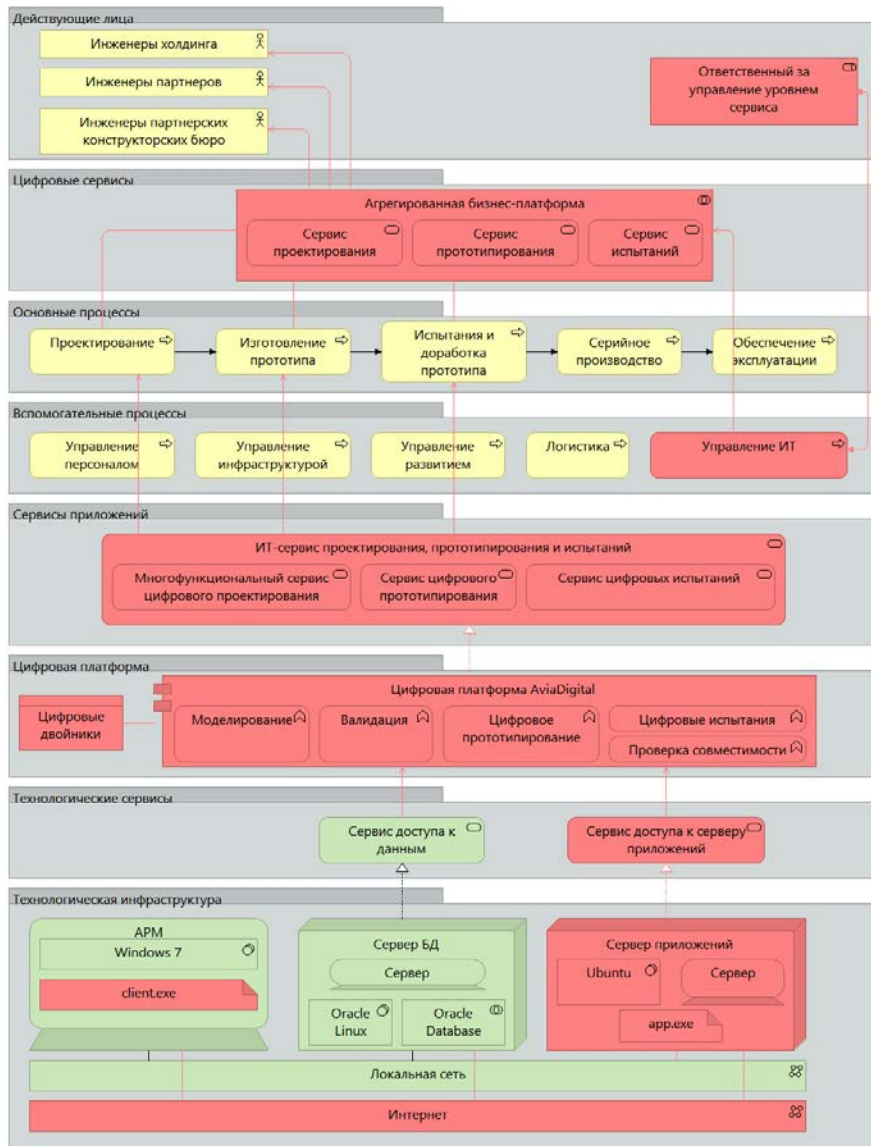 Действующие лица
Инженеры холдинга
Инженеры партнеров
Инженеры партнерских
конструкторских бюро
Ответственный за
управление уровнем
сервиса
Цифровые сервисы
Агрегированная бизнес-платформа
Сервис
проектирования
Сервис
прототипирования
Сервис
испытаний
Основные процессы
Проектирование
Изготовление
прототипа
Испытания и
доработка
прототипа
Серийное
производство
Обеспечение
эксплуатации
Вспомогательные процессы
Управление
персоналом
Управление
инфраструктурой
Управление
развитием
Логистика
Управление ИТ
Сервисы приложений
ИТ-сервис проектирования, прототипирования и испытаний
Многофункциональный сервис
цифрового проектирования
Сервис цифрового
прототипирования
Сервис цифровых испытаний
Цифровая платформа
Цифровые
двойники
Цифровая платформа AviaDigital
Моделирование
Валидация
Цифровое
прототипирование
Цифровые испытания
Проверка совместимости
Технологические сервисы
Сервис доступа к
данным
Сервис доступа к серверу
приложений
Технологическая инфраструктура
АРМ
Windows 7
client.exe
Сервер БД
Сервер
Oracle
Linux
Oracle
Database
Сервер приложений
Ubuntu
Сервер
app.exe
Локальная сеть
Интернет